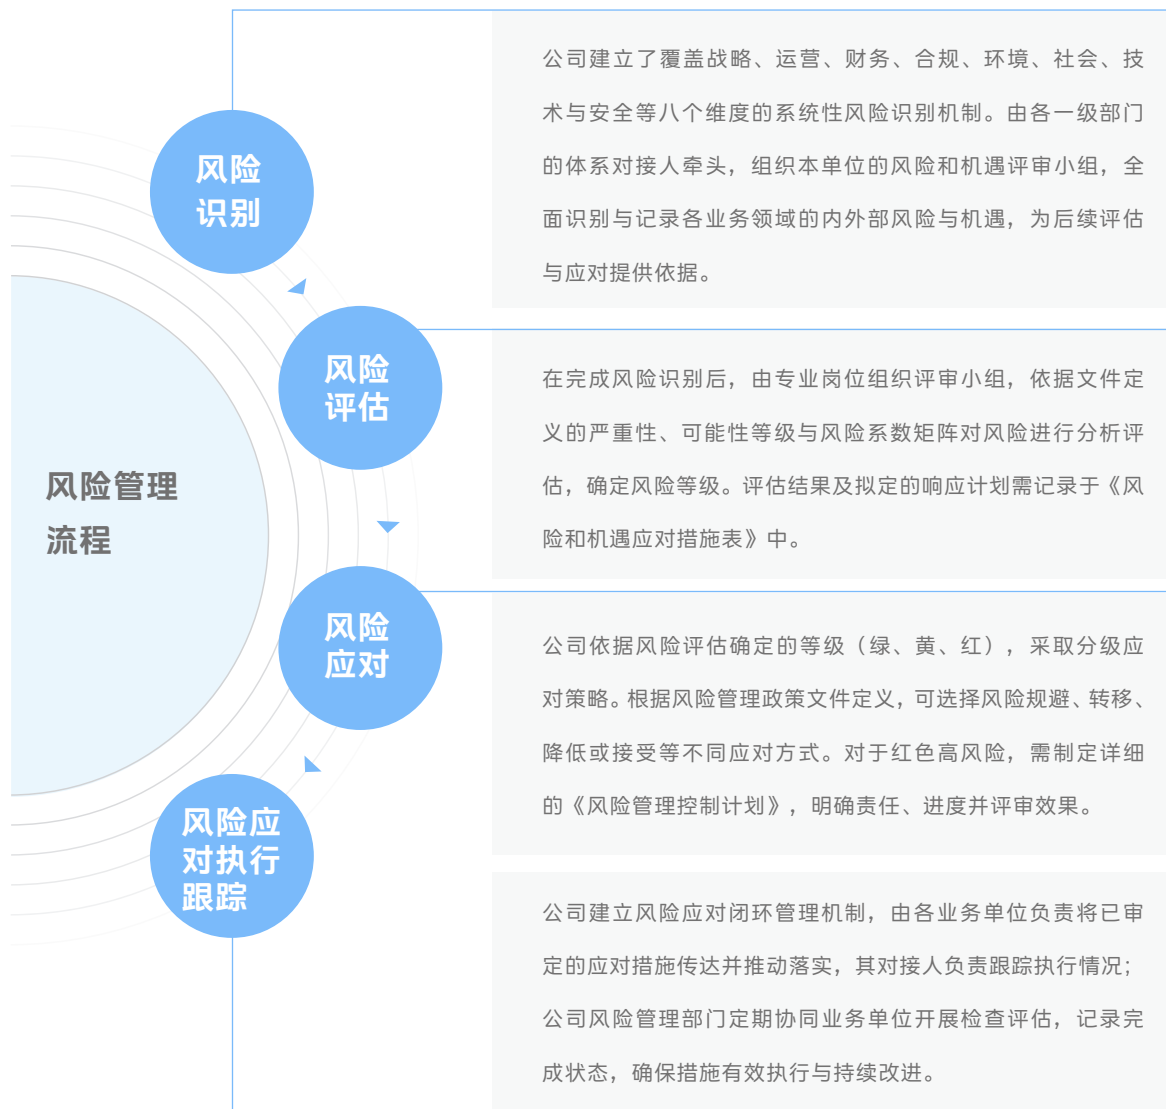 风险管理
流程
风险
识别
公司建立了覆盖战略、运营、财务、合规、环境、社会、技
术与安全等八个维度的系统性风险识别机制。由各一级部门
的体系对接人牵头，组织本单位的风险和机遇评审小组，全
面识别与记录各业务领域的内外部风险与机遇，为后续评估
与应对提供依据。
风险
评估
在完成风险识别后，由专业岗位组织评审小组，依据文件定
义的严重性、可能性等级与风险系数矩阵对风险进行分析评
估，确定风险等级。评估结果及拟定的响应计划需记录于《风
险和机遇应对措施表》中。
风险
应对
公司依据风险评估确定的等级（绿、黄、红），采取分级应
对策略。根据风险管理政策文件定义，可选择风险规避、转移、
降低或接受等不同应对方式。对于红色高风险，需制定详细
的《风险管理控制计划》，明确责任、进度并评审效果。
风险应
对执行
跟踪
公司建立风险应对闭环管理机制，由各业务单位负责将已审
定的应对措施传达并推动落实，其对接人负责跟踪执行情况；
公司风险管理部门定期协同业务单位开展检查评估，记录完
成状态，确保措施有效执行与持续改进。